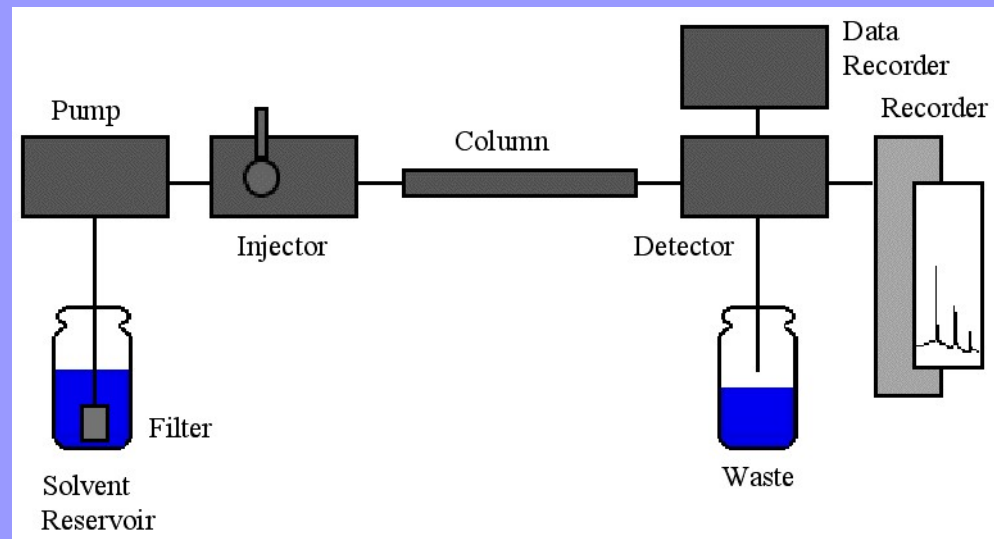 Data
Recorder
Recorder
Pump
Column
Injector
Detector
Filter
Solvent
Reservoir
Waste